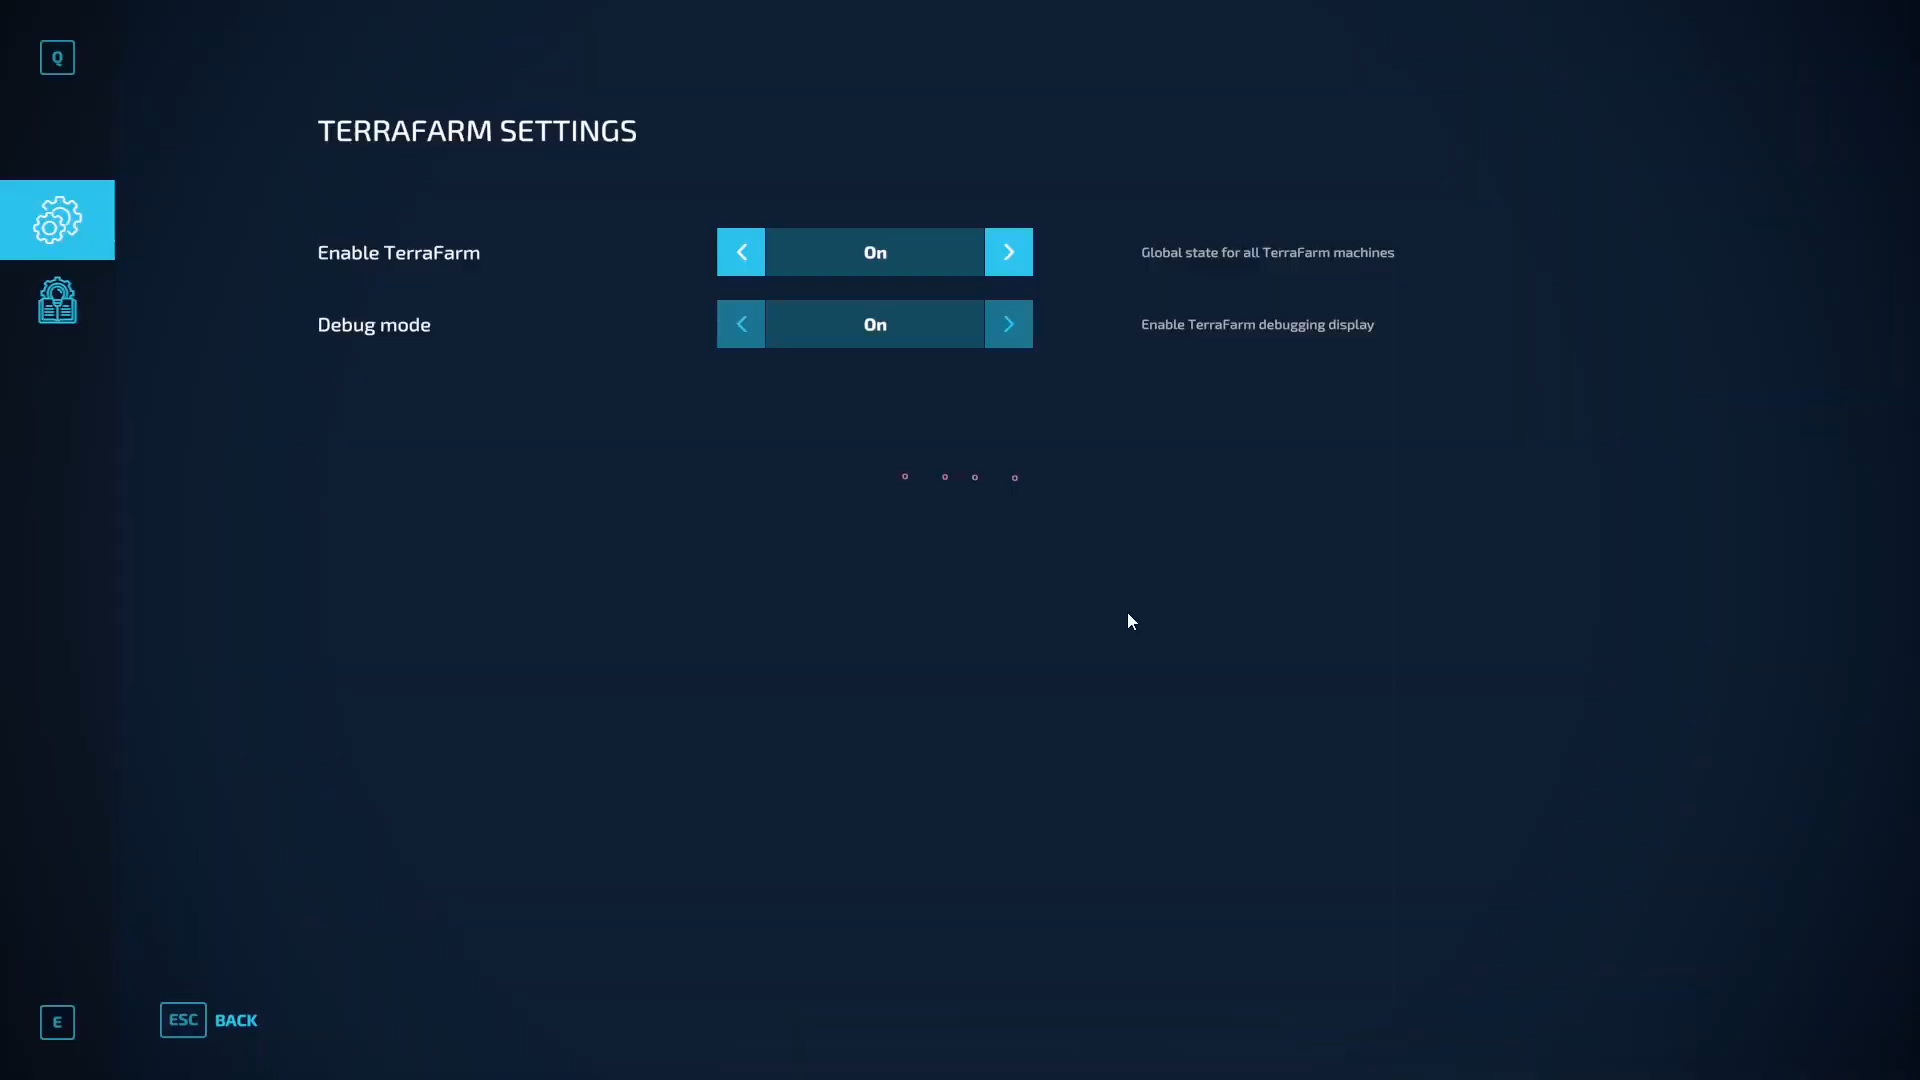 Q
TERRAFARM SETTINGS
Enable TerraFarm On Global state for all TerraFarm machines
Debug mode On Enable TerraFarm debugging display
E ESC BACK